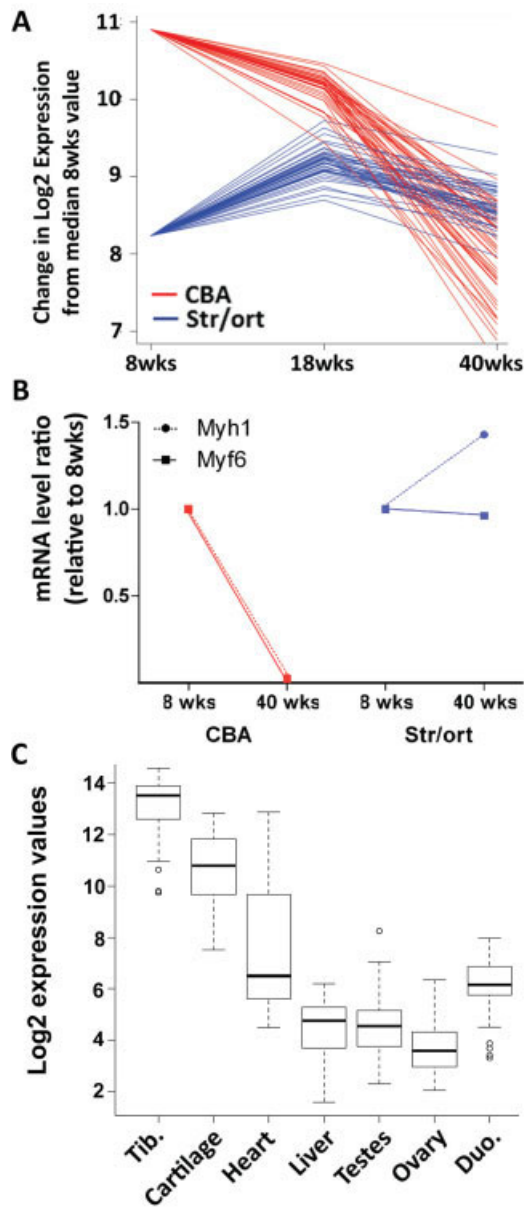 A
Change in Log2 Expression
from median 8wks value
11
10
9
8
7
CBA
Str/ort
8wks
18wks
40wks
B
mRNA level ratio
(relative to 8wks)
1.5
1.0
0.5
Myh1
Myf6
8 wks
40 wks
8 wks
40 wks
CBA
Str/ort
C
Log2 expression values
14
12
10
8
6
4
2
Tib.
Cartilage
Heart
Liver
Testes
Ovary
Duo.